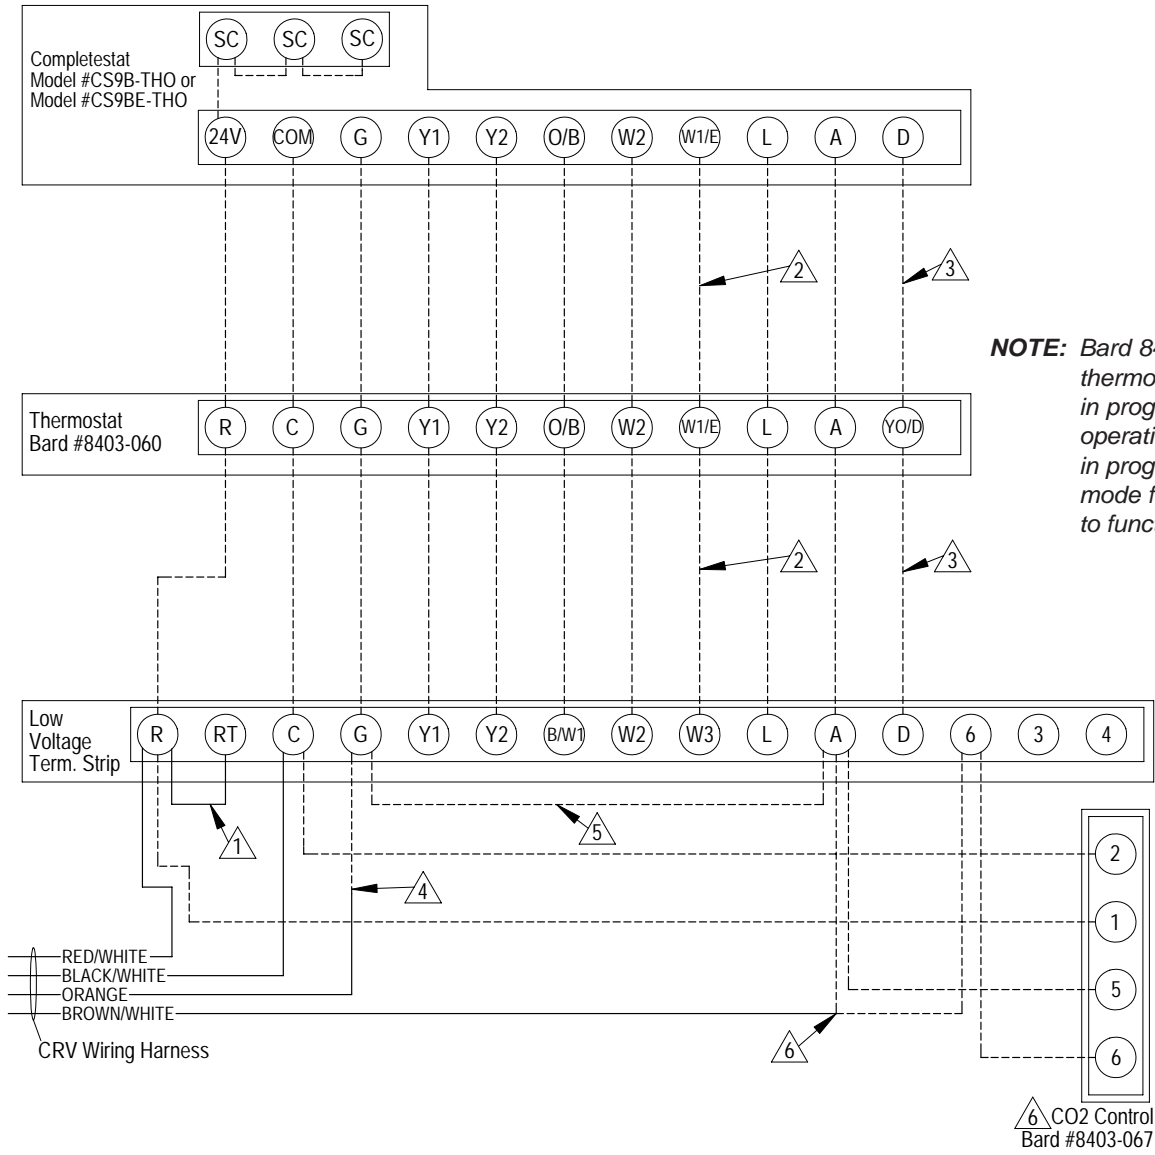 SC SC SC
Completestat
Model #CS9B-THO or
Model #CS9BE-THO
24V COM G Y1 Y2 O/B W2 W1/E L A D
2 3
NOTE: Bard 84
thermo
in prog
operati
in prog
mode f
to func
Thermostat
Bard #8403-060
R C G Y1 Y2 O/B W2 W1/E L A YO/D
2 3
Low
Voltage
Term. Strip
R RT C G Y1 Y2 B/W1 W2 W3 L A D 6 3 4
1 5
4
2
1
5
6
RED/WHITE
BLACK/WHITE
ORANGE
BROWN/WHITE
6
CRV Wiring Harness
6 CO2 Control
Bard #8403-067